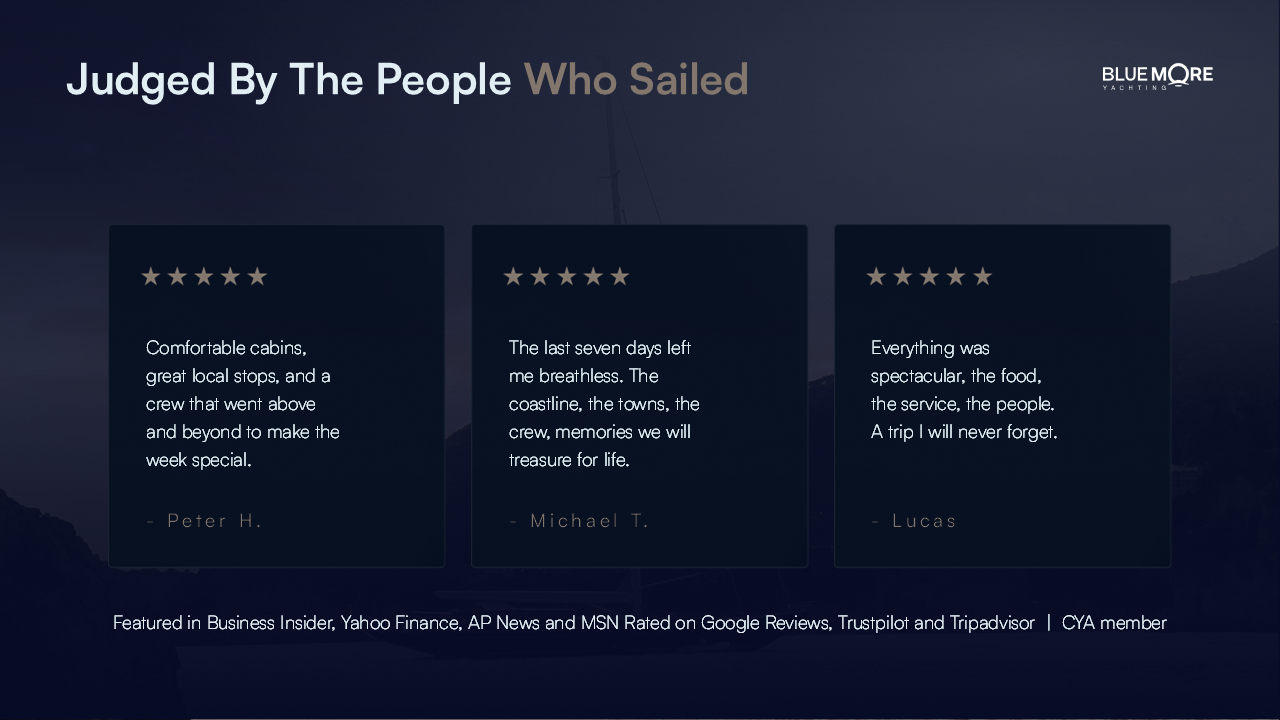 Judged By The People Who Sailed
BLUEMORE
YACHTING
★★★★★
Comfortable cabins,
great local stops, and a
crew that went above
and beyond to make the
week special.
- Peter H.
★★★★★
The last seven days left
me breathless. The
coastline, the towns, the
crew, memories we will
treasure for life.
- Michael T.
★★★★★
Everything was
spectacular, the food,
the service, the people.
A trip I will never forget.
- Lucas
Featured in Business Insider, Yahoo Finance, AP News and MSN Rated on Google Reviews, Trustpilot and Tripadvisor | CYA member